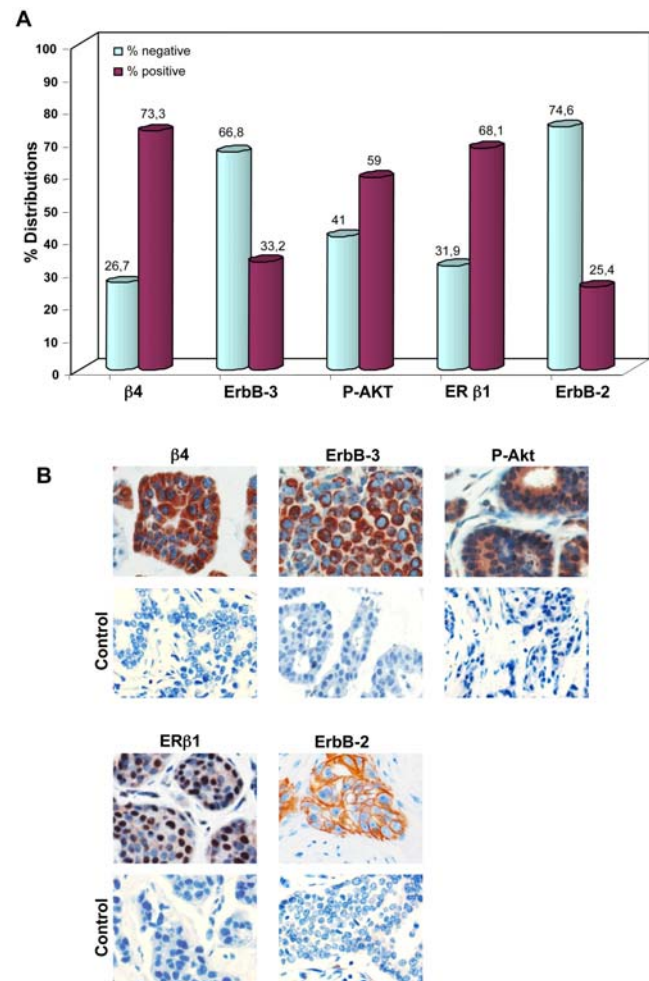 A
% negative
% positive
% Distributions
100
90
80
70
60
50
40
30
20
10
0
26,7
73,3
66,8
33,2
41
59
31,9
68,1
74,6
25,4
β4
ErbB-3
P-AKT
ER β1
ErbB-2
B
β4
ErbB-3
P-Akt
Control
ERβ1
ErbB-2
Control